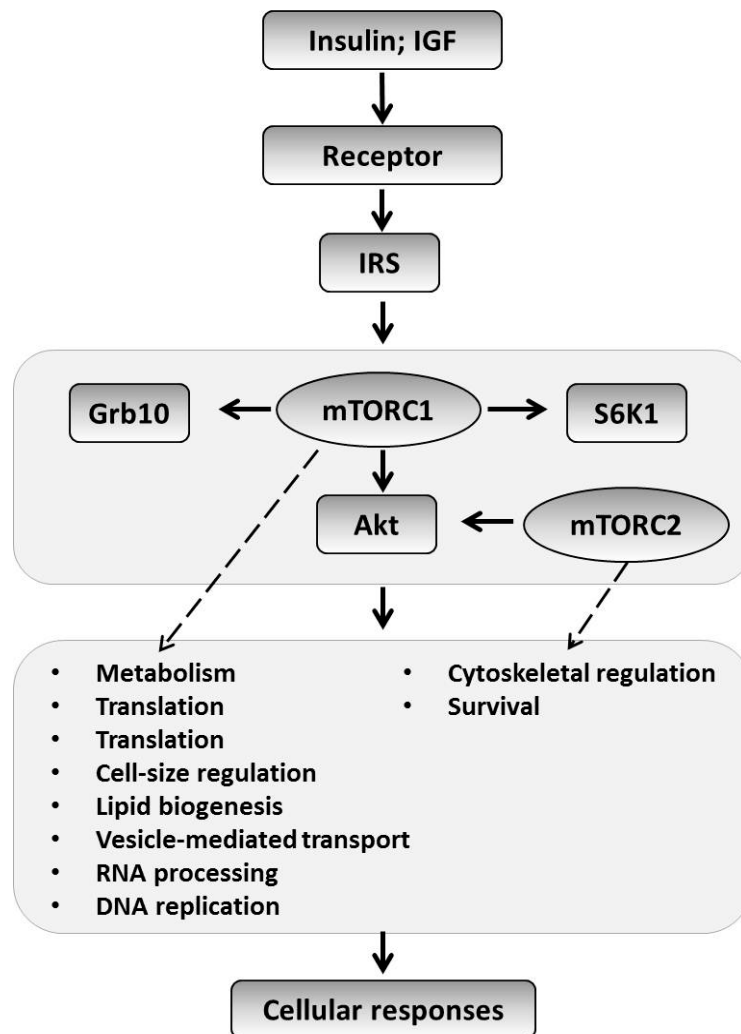 Insulin; IGF
Receptor
IRS
Grb10
mTORC1
S6K1
Akt
mTORC2
• Metabolism
• Translation
• Translation
• Cell-size regulation
• Lipid biogenesis
• Vesicle-mediated transport
• RNA processing
• DNA replication
• Cytoskeletal regulation
• Survival
Cellular responses